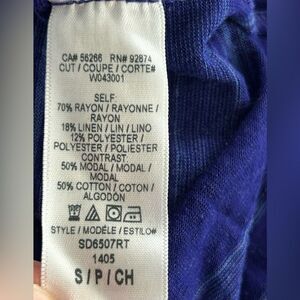 CA# 56266 RN# 92874
CUT / COUPE / CORTE#
W043001
SELF:
70% RAYON / RAYONNE /
RAYON
18% LINEN / LIN / LINO
12% POLYESTER /
POLYESTER / POLIESTER
CONTRAST:
50% MODAL / MODAL /
MODAL
50% COTTON / COTON /
ALGODÓN
STYLE / MODÈLE / ESTILO#
SD6507RT
1405
S / P / CH